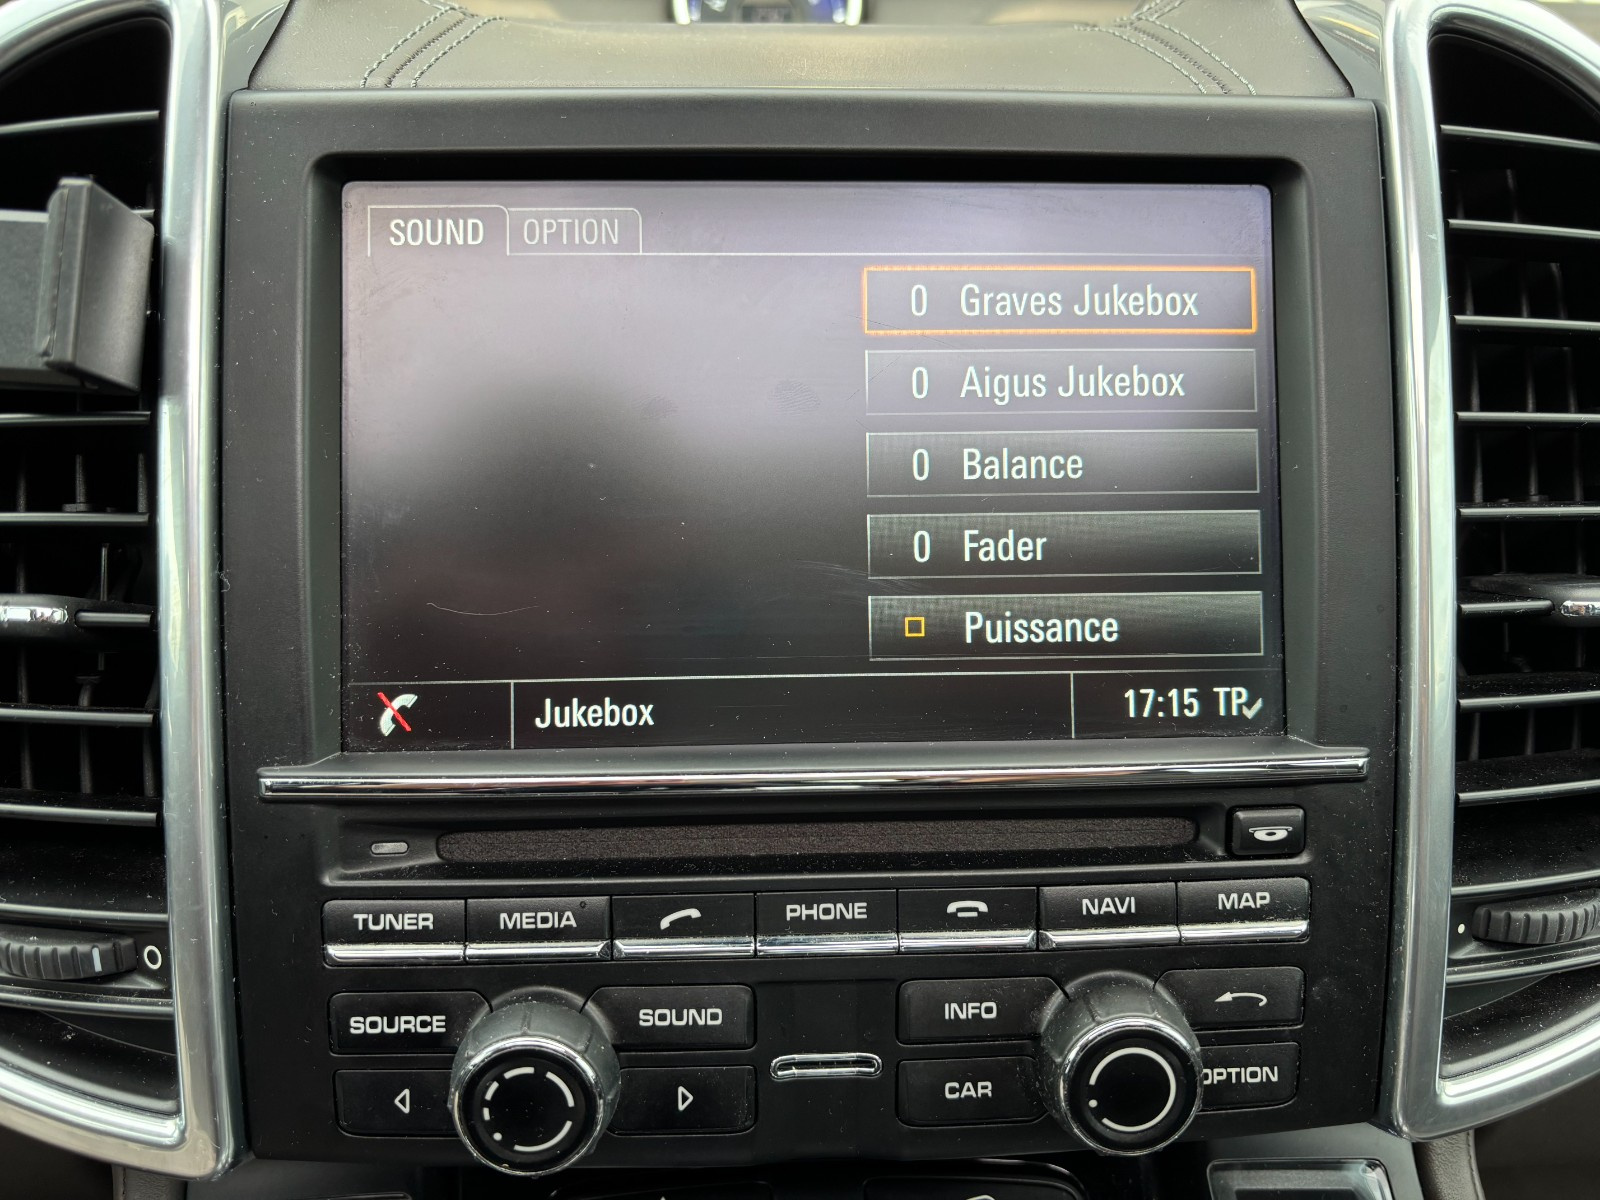 SOUND OPTION
0 Graves Jukebox
0 Aigus Jukebox
0 Balance
0 Fader
Puissance
Jukebox 17:15 TP
TUNER MEDIA PHONE NAVI MAP
SOURCE SOUND INFO
CAR OPTION